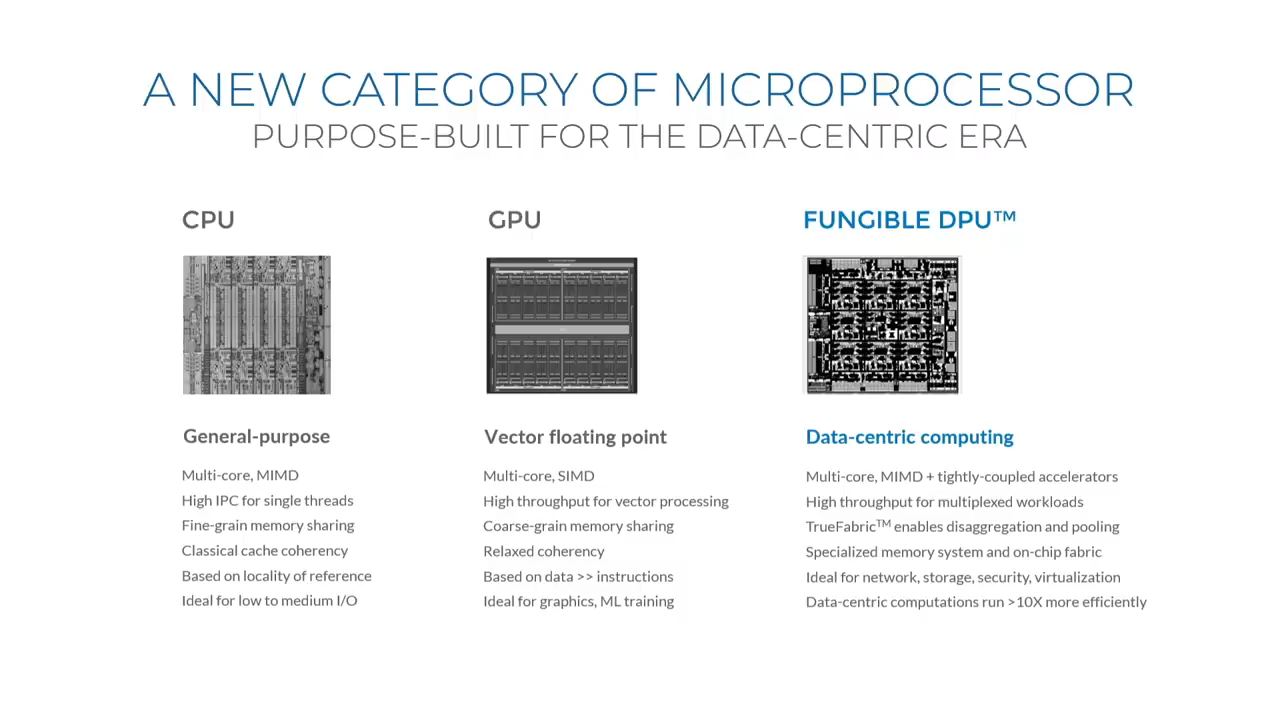 A NEW CATEGORY OF MICROPROCESSOR
PURPOSE-BUILT FOR THE DATA-CENTRIC ERA
CPU
General-purpose
Multi-core, MIMD
High IPC for single threads
Fine-grain memory sharing
Classical cache coherency
Based on locality of reference
Ideal for low to medium I/O
GPU
Vector floating point
Multi-core, SIMD
High throughput for vector processing
Coarse-grain memory sharing
Relaxed coherency
Based on data >> instructions
Ideal for graphics, ML training
FUNGIBLE DPU™
Data-centric computing
Multi-core, MIMD + tightly-coupled accelerators
High throughput for multiplexed workloads
TrueFabric™ enables disaggregation and pooling
Specialized memory system and on-chip fabric
Ideal for network, storage, security, virtualization
Data-centric computations run >10X more efficiently